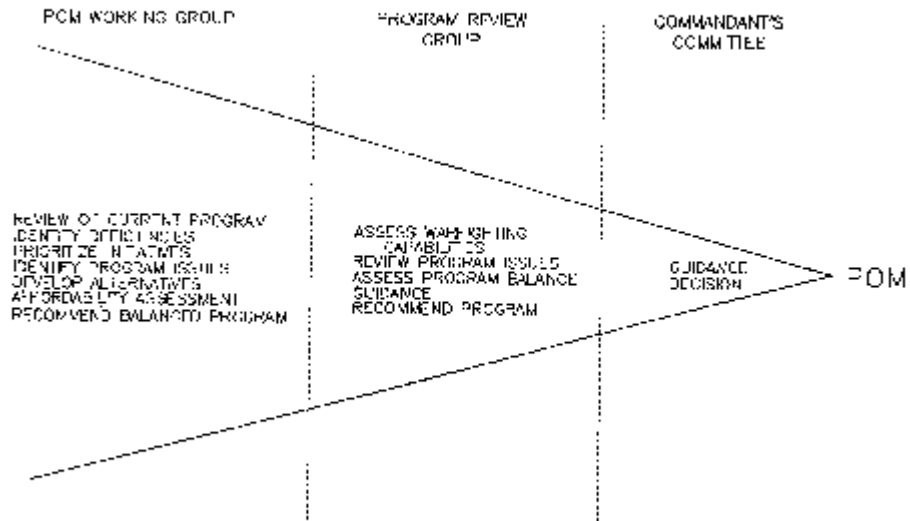 POM WORKING GROUP
PROGRAM REVIEW
GROUP
COMMANDANT'S
COMMITTEE
REVIEW OF CURRENT PROGRAM
IDENTIFY DEFICIENCIES
PRIORITIZE INITIATIVES
IDENTIFY PROGRAM ISSUES
DEVELOP ALTERNATIVES
AFFORDABILITY ASSESSMENT
RECOMMEND BALANCED PROGRAM
ASSESS WARFIGHTING
CAPABILITIES
REVIEW PROGRAM ISSUES
ASSESS PROGRAM BALANCE
GUIDANCE
RECOMMEND PROGRAM
GUIDANCE
DECISION
POM